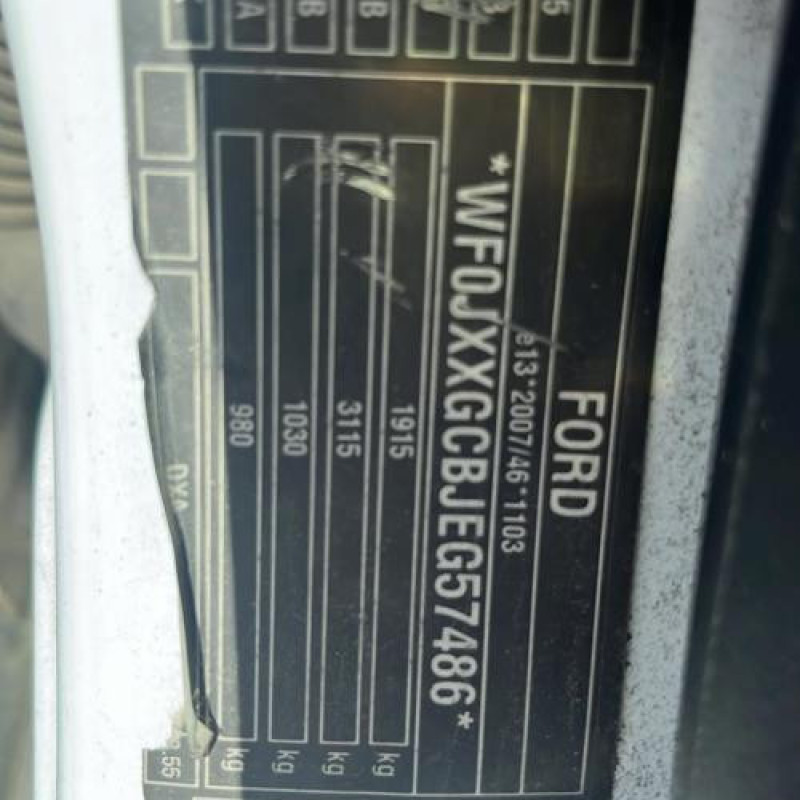 FORD
e13*2007/46*1103
*WF0JXXGCBJEG57486*
1915 kg
3115 kg
1030 kg
980 kg